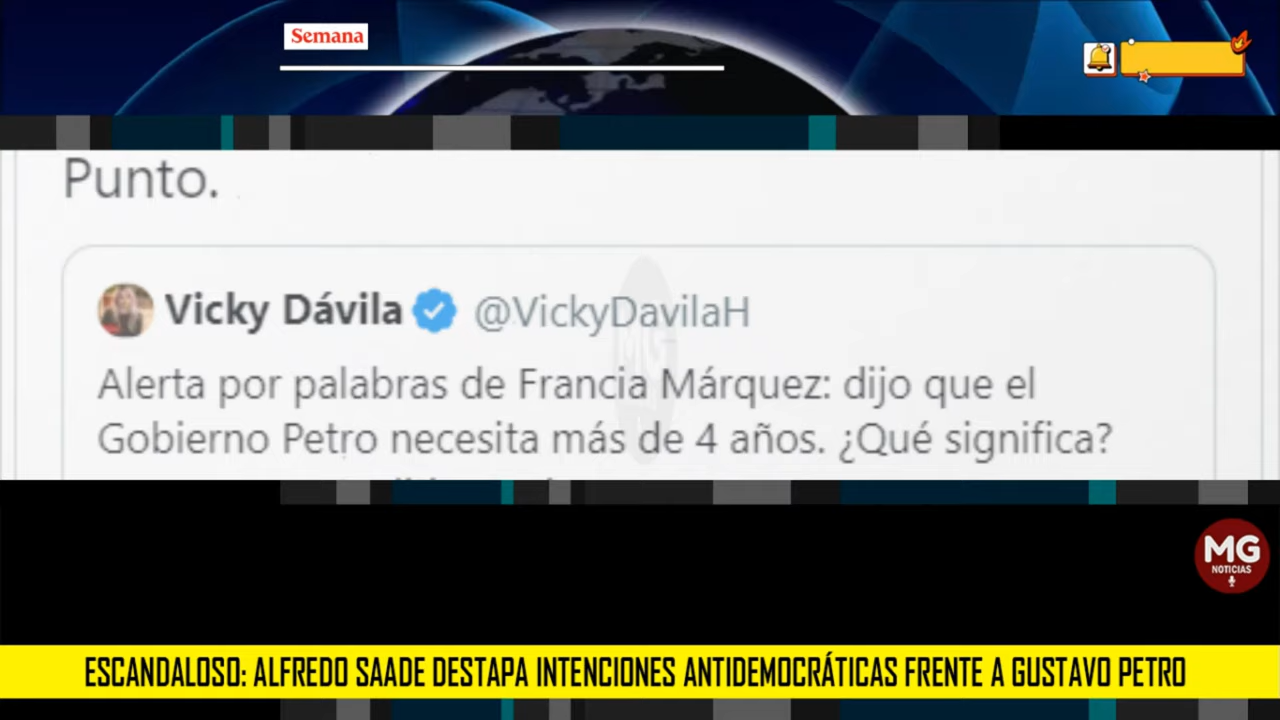 Semana
Punto.
Vicky Dávila @VickyDavilaH
Alerta por palabras de Francia Márquez: dijo que el
Gobierno Petro necesita más de 4 años. ¿Qué significa?
MG
NOTICIAS
ESCANDALOSO: ALFREDO SAADE DESTAPA INTENCIONES ANTIDEMOCRÁTICAS FRENTE A GUSTAVO PETRO